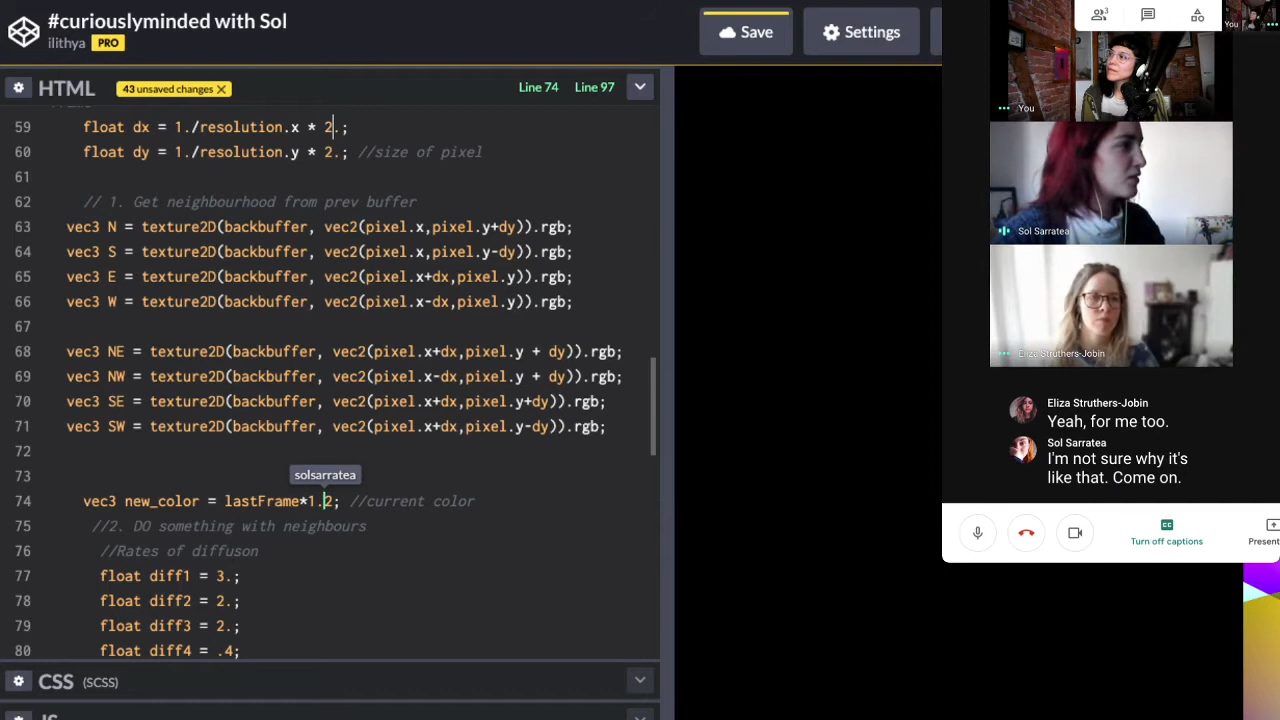 #curiouslyminded with Sol
ilithya PRO
Save
Settings
HTML
43 unsaved changes X
Line 74
Line 97
59 float dx = 1./resolution.x * 2.;
60 float dy = 1./resolution.y * 2.; //size of pixel
61
62 // 1. Get neighbourhood from prev buffer
63 vec3 N = texture2D(backbuffer, vec2(pixel.x,pixel.y+dy)).rgb;
64 vec3 S = texture2D(backbuffer, vec2(pixel.x,pixel.y-dy)).rgb;
65 vec3 E = texture2D(backbuffer, vec2(pixel.x+dx,pixel.y)).rgb;
66 vec3 W = texture2D(backbuffer, vec2(pixel.x-dx,pixel.y)).rgb;
67
68 vec3 NE = texture2D(backbuffer, vec2(pixel.x+dx,pixel.y + dy)).rgb;
69 vec3 NW = texture2D(backbuffer, vec2(pixel.x-dx,pixel.y + dy)).rgb;
70 vec3 SE = texture2D(backbuffer, vec2(pixel.x+dx,pixel.y+dy)).rgb;
71 vec3 SW = texture2D(backbuffer, vec2(pixel.x+dx,pixel.y-dy)).rgb;
72
73
solsarratea
74 vec3 new_color = lastFrame*1.2; //current color
75 //2. DO something with neighbours
76 //Rates of diffuson
77 float diff1 = 3.;
78 float diff2 = 2.;
79 float diff3 = 2.;
80 float diff4 = .4;
CSS (SCSS)
3
You
You
Sol Sarratea
Eliza Struthers-Jobin
Eliza Struthers-Jobin
Yeah, for me too.
Sol Sarratea
I'm not sure why it's
like that. Come on.
Turn off captions
Present